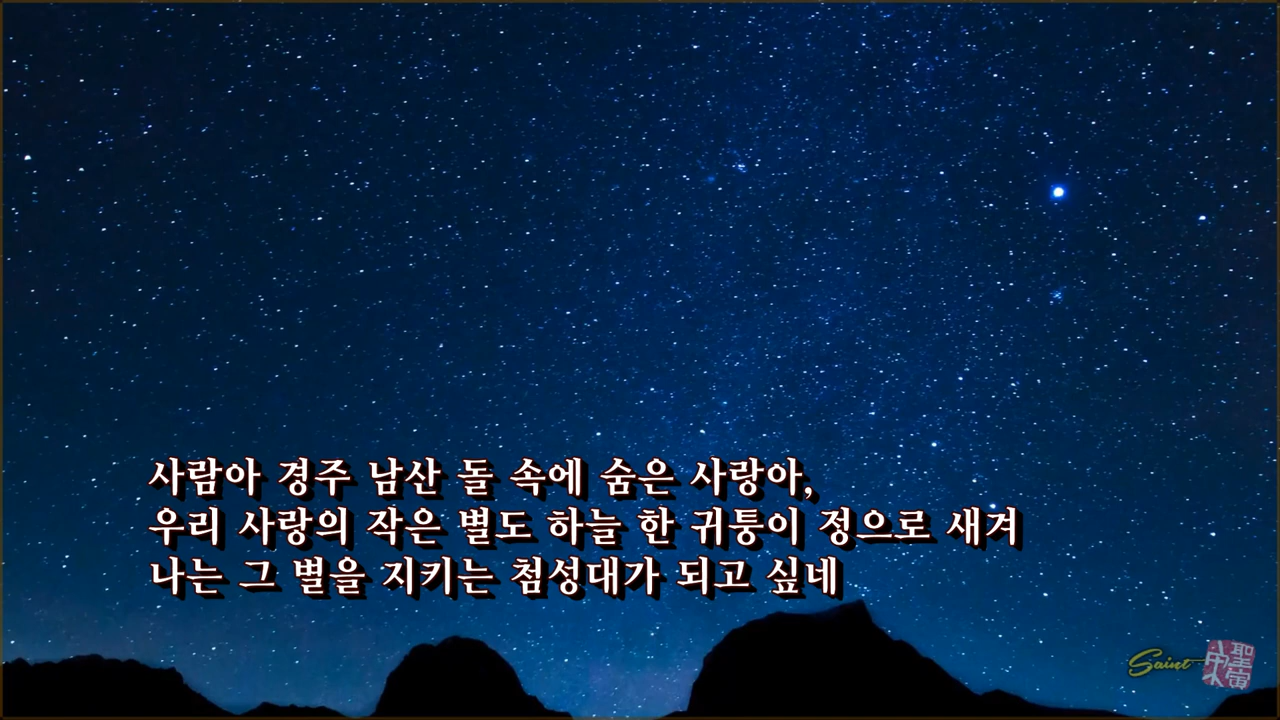 사람아 경주 남산 돌 속에 숨은 사랑아,
우리 사랑의 작은 별도 하늘 한 귀퉁이 정으로 새겨
나는 그 별을 지키는 첨성대가 되고 싶네
Saint